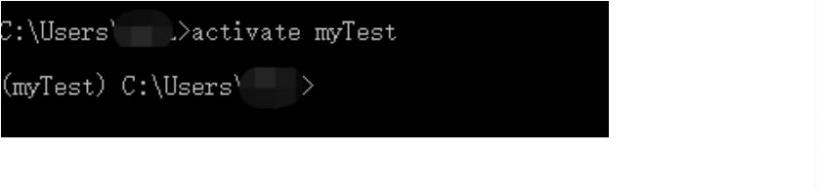 C:\Users\ >activate myTest
(myTest) C:\Users\ >